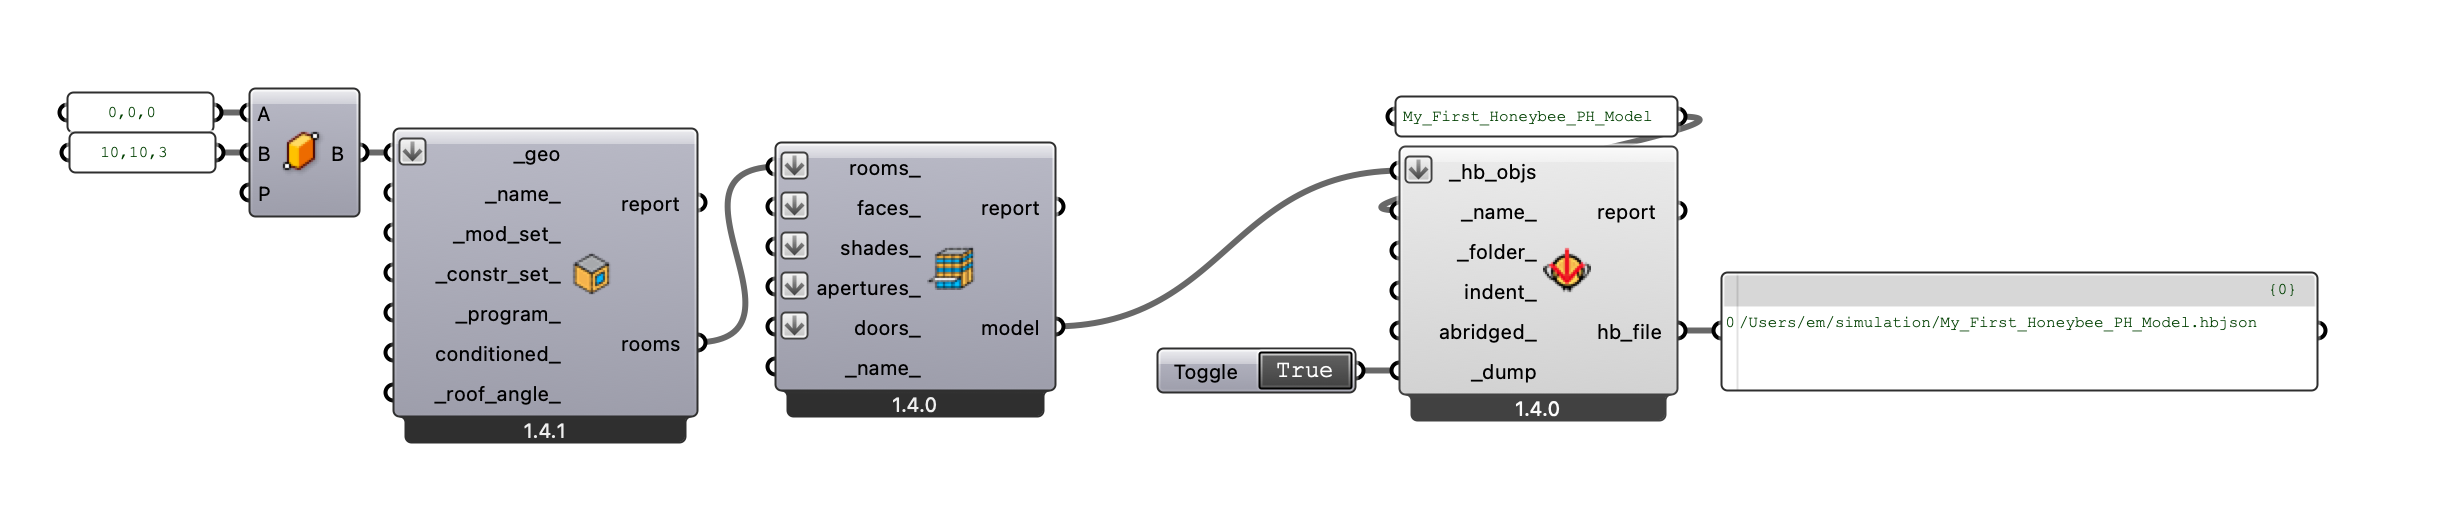 0,0,0
10,10,3
A
B
P
B
_geo
_name_
_mod_set_
_constr_set_
_program_
conditioned_
_roof_angle_
report
rooms
1.4.1
rooms_
faces_
shades_
apertures_
doors_
_name_
report
model
1.4.0
Toggle True
My_First_Honeybee_PH_Model
_hb_objs
_name_
_folder_
indent_
abridged_
_dump
report
hb_file
1.4.0
{0}
0 /Users/em/simulation/My_First_Honeybee_PH_Model.hbjson